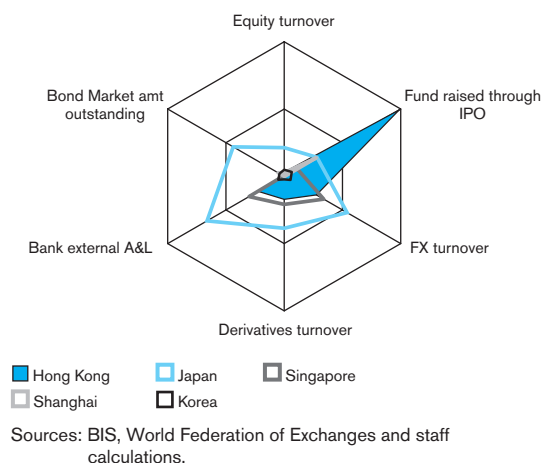 Equity turnover
Bond Market amt
outstanding
Fund raised through
IPO
Bank external A&L
FX turnover
Derivatives turnover
Hong Kong
Japan
Singapore
Shanghai
Korea
Sources: BIS, World Federation of Exchanges and staff
calculations.